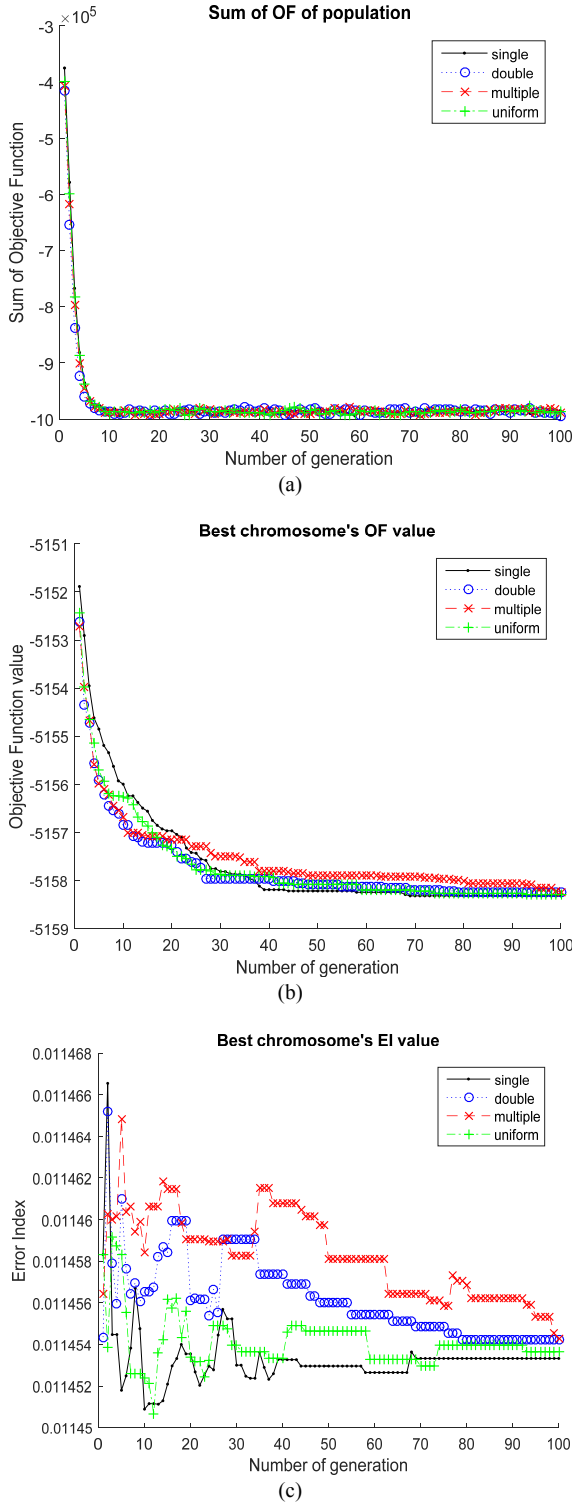 Sum of OF of population
×10⁵
-3
-4
-5
-6
-7
-8
-9
-10
Sum of Objective Function
single
double
multiple
uniform
0 10 20 30 40 50 60 70 80 90 100
Number of generation
(a)
Best chromosome's OF value
-5151
-5152
-5153
-5154
-5155
-5156
-5157
-5158
-5159
Objective Function value
single
double
multiple
uniform
0 10 20 30 40 50 60 70 80 90 100
Number of generation
(b)
Best chromosome's EI value
0.011468
0.011466
0.011464
0.011462
0.01146
0.011458
0.011456
0.011454
0.011452
0.01145
Error Index
single
double
multiple
uniform
0 10 20 30 40 50 60 70 80 90 100
Number of generation
(c)